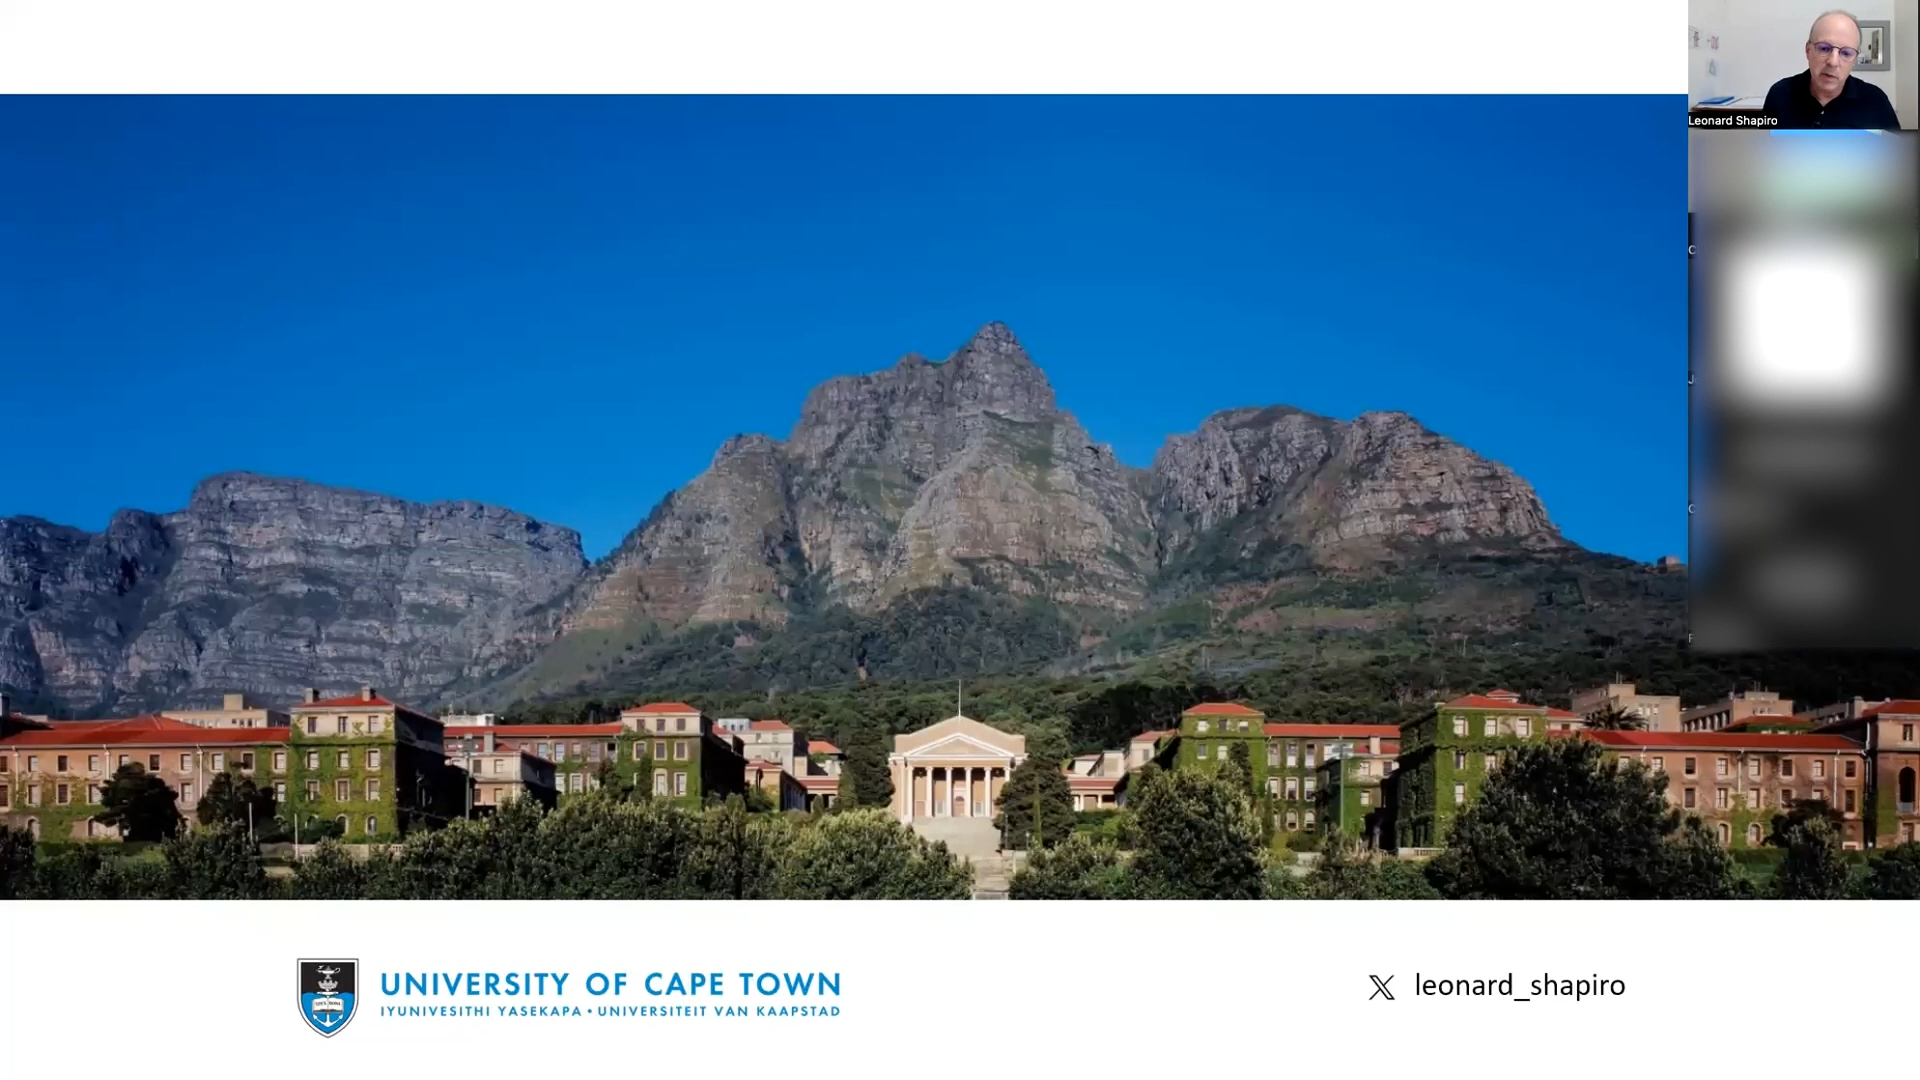 Leonard Shapiro
C
J
C
F
UNIVERSITY OF CAPE TOWN
IYUNIVESITHI YASEKAPA • UNIVERSITEIT VAN KAAPSTAD
X leonard_shapiro